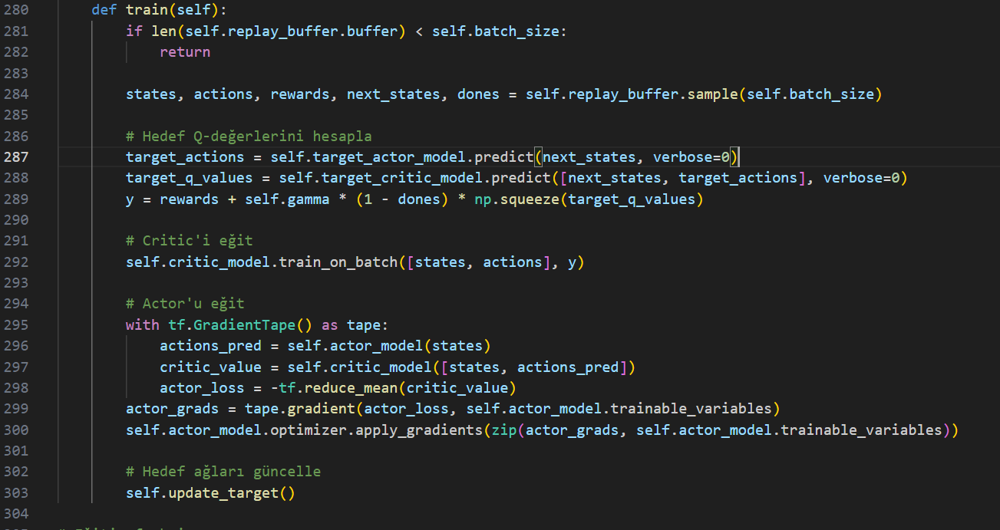 280 def train(self):
281 if len(self.replay_buffer.buffer) < self.batch_size:
282 return
283
284 states, actions, rewards, next_states, dones = self.replay_buffer.sample(self.batch_size)
285
286 # Hedef Q-değerlerini hesapla
287 target_actions = self.target_actor_model.predict(next_states, verbose=0)
288 target_q_values = self.target_critic_model.predict([next_states, target_actions], verbose=0)
289 y = rewards + self.gamma * (1 - dones) * np.squeeze(target_q_values)
290
291 # Critic'i eğit
292 self.critic_model.train_on_batch([states, actions], y)
293
294 # Actor'u eğit
295 with tf.GradientTape() as tape:
296 actions_pred = self.actor_model(states)
297 critic_value = self.critic_model([states, actions_pred])
298 actor_loss = -tf.reduce_mean(critic_value)
299 actor_grads = tape.gradient(actor_loss, self.actor_model.trainable_variables)
300 self.actor_model.optimizer.apply_gradients(zip(actor_grads, self.actor_model.trainable_variables))
301
302 # Hedef ağları güncelle
303 self.update_target()
304